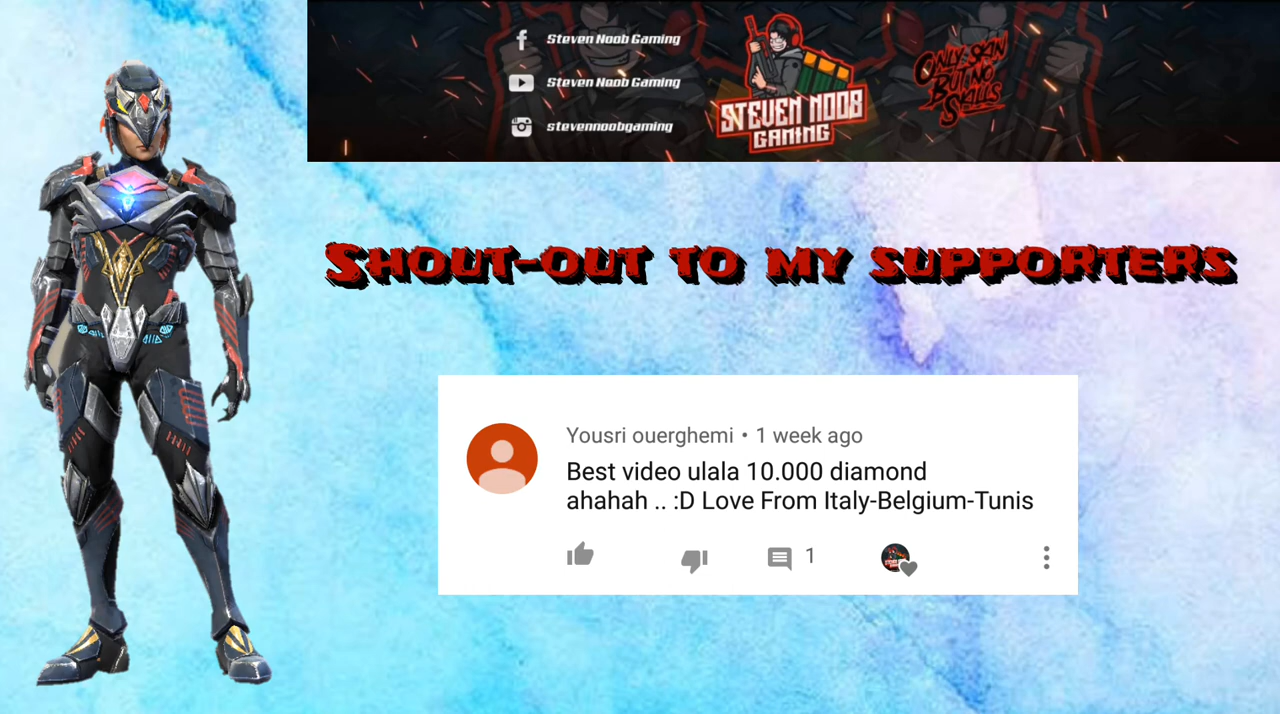 Steven Noob Gaming
Steven Noob Gaming
stevennoobgaming
STEVEN NOOB
GAMING
ONLY SKIN
BUT NO
SKILLS
SHOUT-OUT TO MY SUPPORTERS
Yousri ouerghemi • 1 week ago
Best video ulala 10.000 diamond
ahahah .. :D Love From Italy-Belgium-Tunis
1